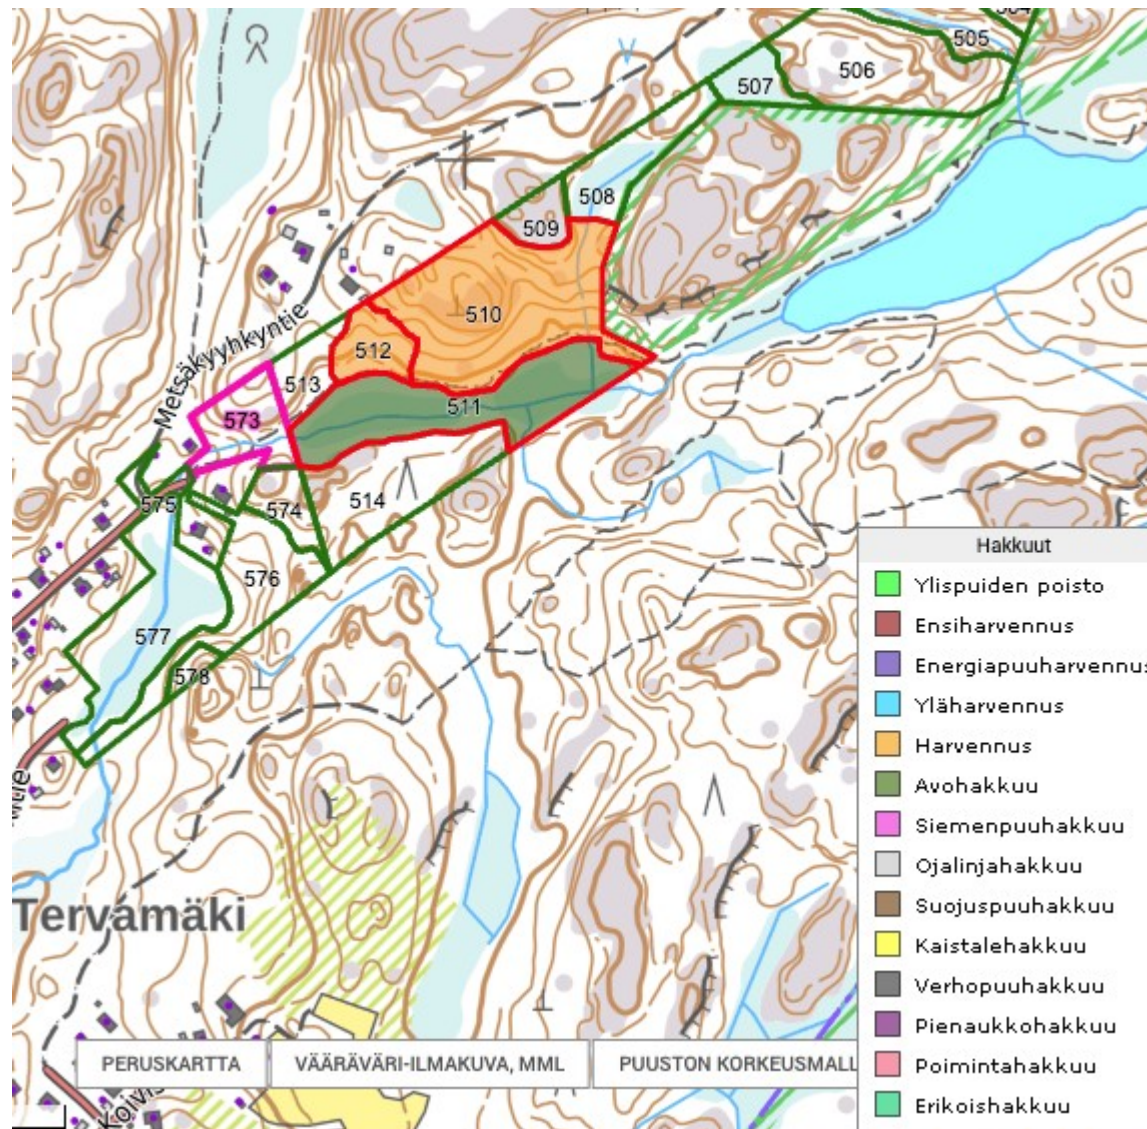 505
506
507
508
509
510
Metsäkyyhkyntie
512
513
511
573
514
574
575
576
577
578
Tervamäki
Hakkuut
Ylispuiden poisto
Ensiharvennus
Energiapuuharvennus
Yläharvennus
Harvennus
Avohakkuu
Siemenpuuhakkuu
Ojalinjahakkuu
Suojuspuuhakkuu
Kaistalehakkuu
Verhopuuhakkuu
Pienaukkohakkuu
Poimintahakkuu
Erikoishakkuu
PERUSKARTTA
VÄÄRÄVÄRI-ILMAKUVA, MML
PUUSTON KORKEUSMALL